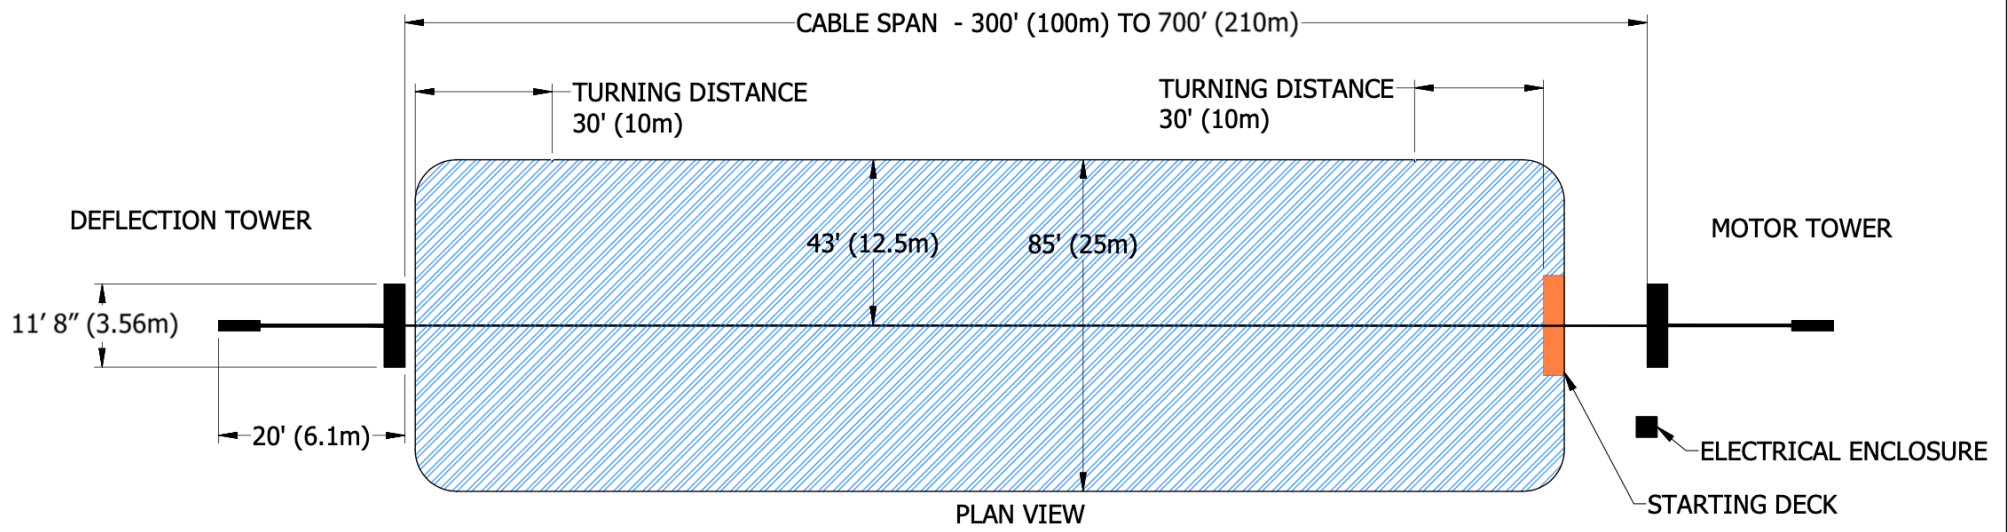 CABLE SPAN - 300' (100m) TO 700' (210m)
TURNING DISTANCE
30' (10m)
TURNING DISTANCE
30' (10m)
DEFLECTION TOWER
MOTOR TOWER
43' (12.5m)
85' (25m)
11' 8" (3.56m)
20' (6.1m)
ELECTRICAL ENCLOSURE
STARTING DECK
PLAN VIEW